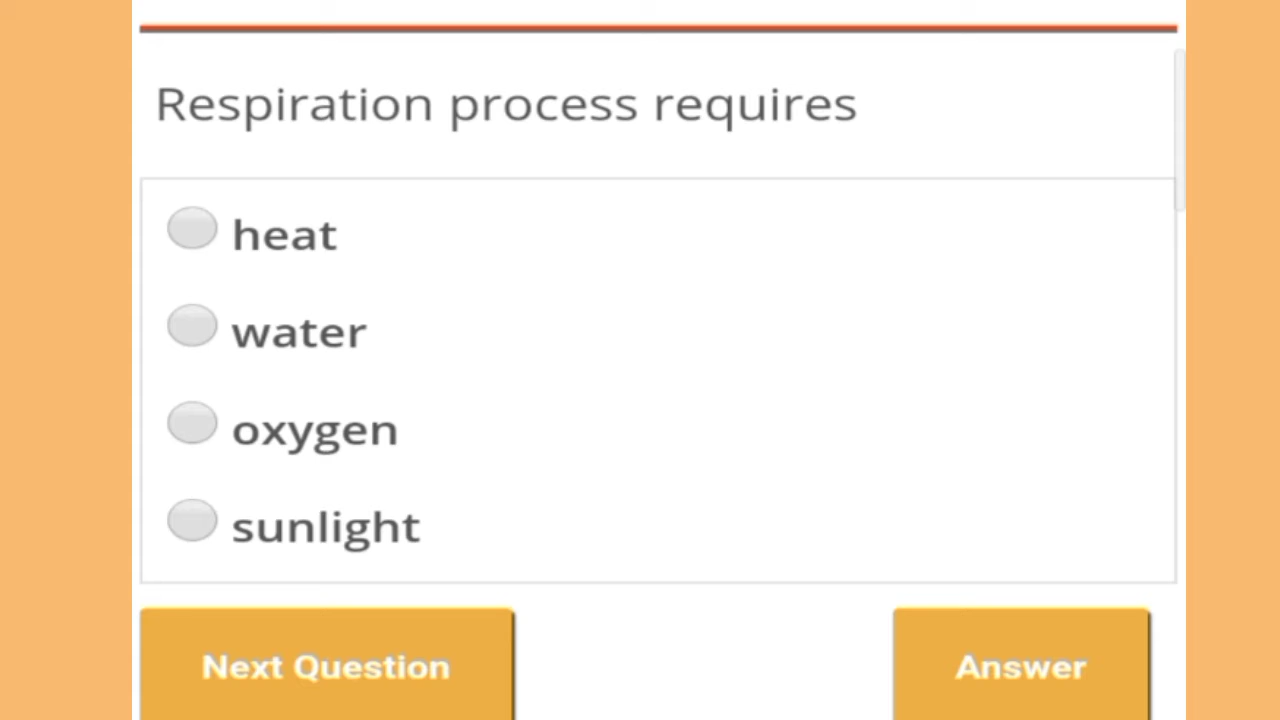 Respiration process requires
heat
water
oxygen
sunlight
Next Question
Answer